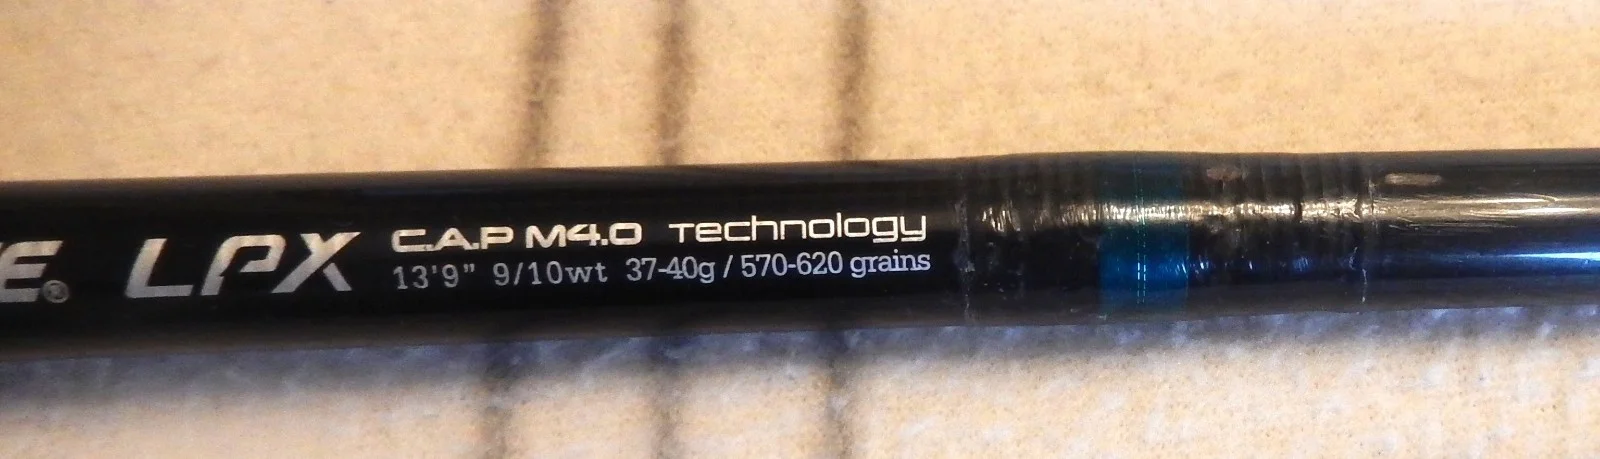 LPX
C.A.P M4.0 Technology
13'9" 9/10wt 37-40g / 570-620 grains